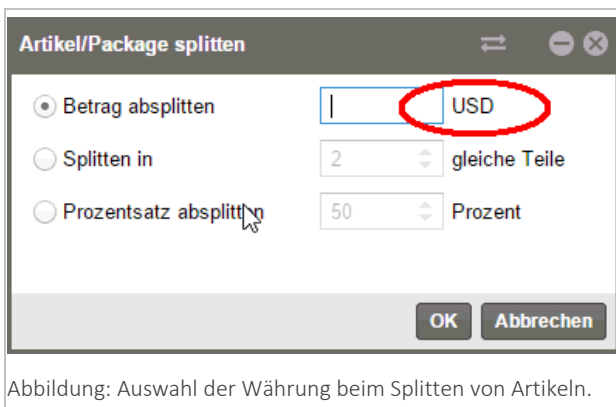 Artikel/Package splitten
Betrag absplitten USD
Splitten in 2 gleiche Teile
Prozentsatz absplitten 50 Prozent
OK Abbrechen
Abbildung: Auswahl der Währung beim Splitten von Artikeln.